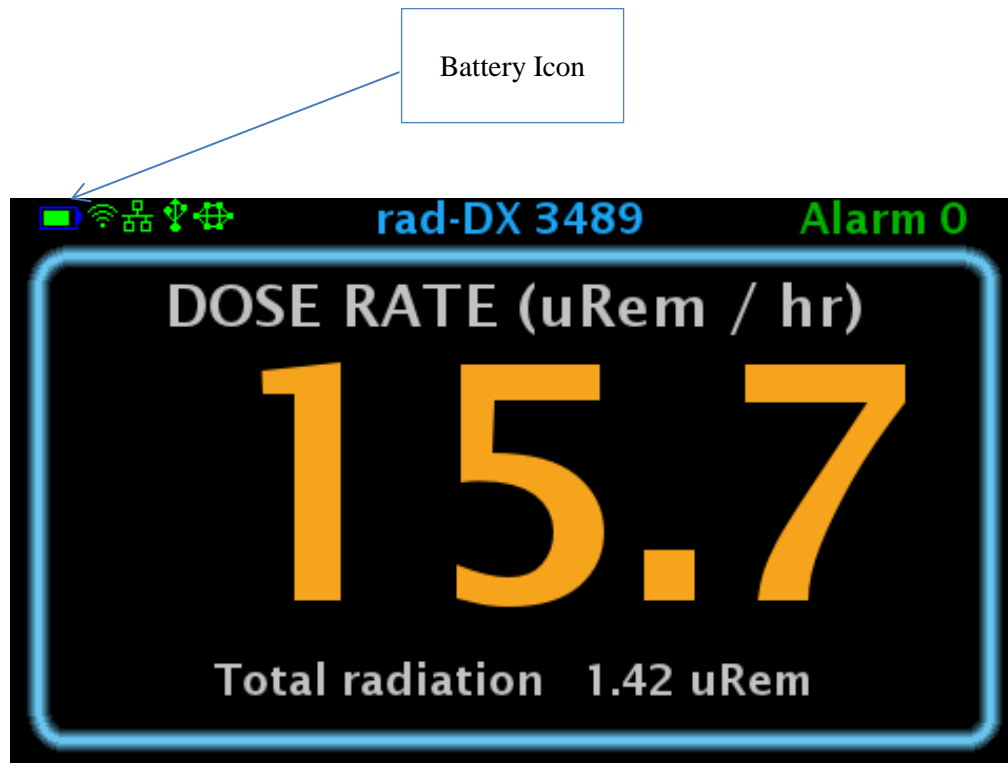 Battery Icon
rad-DX 3489 Alarm 0
DOSE RATE (uRem / hr)
15.7
Total radiation 1.42 uRem